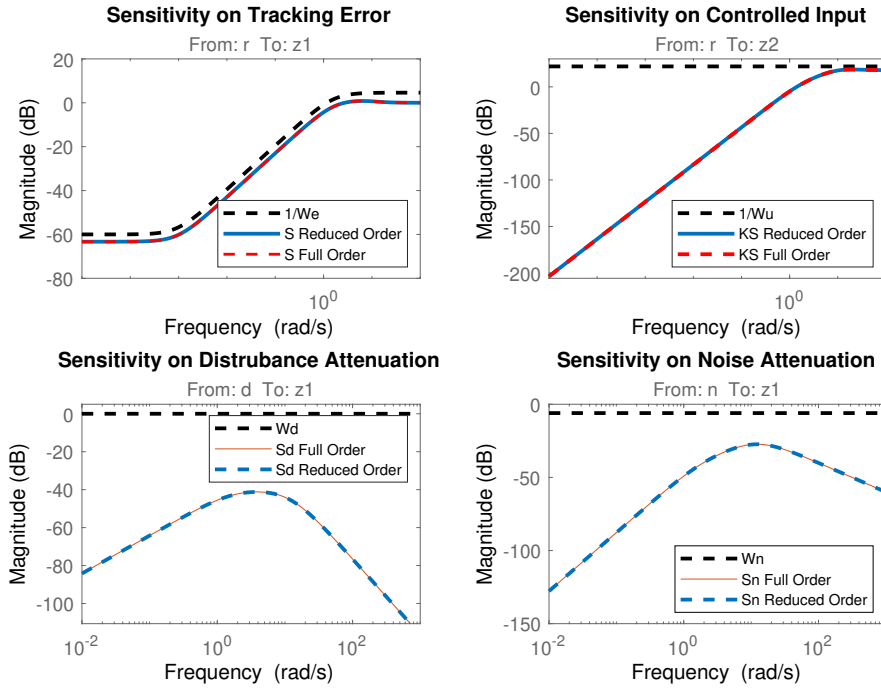 Sensitivity on Tracking Error
From: r To: z1
20
0
-20
-40
-60
-80
Magnitude (dB)
1/We
S Reduced Order
S Full Order
10^0
Frequency (rad/s)
Sensitivity on Controlled Input
From: r To: z2
0
-50
-100
-150
-200
Magnitude (dB)
1/Wu
KS Reduced Order
KS Full Order
10^0
Frequency (rad/s)
Sensitivity on Distrubance Attenuation
From: d To: z1
0
-20
-40
-60
-80
-100
Magnitude (dB)
Wd
Sd Full Order
Sd Reduced Order
10^-2
10^0
10^2
Frequency (rad/s)
Sensitivity on Noise Attenuation
From: n To: z1
0
-50
-100
-150
Magnitude (dB)
Wn
Sn Full Order
Sn Reduced Order
10^-2
10^0
10^2
Frequency (rad/s)